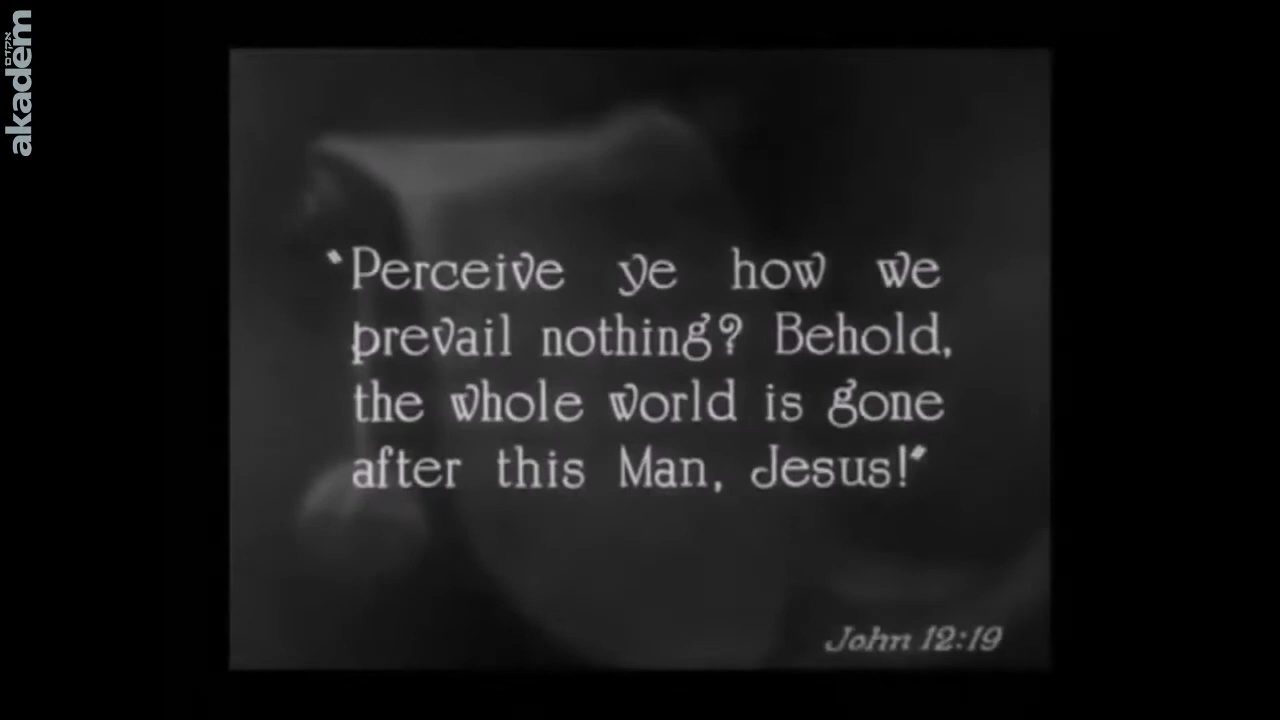 akadem
אקדם
"Perceive ye how we
prevail nothing? Behold,
the whole world is gone
after this Man, Jesus!"
John 12:19